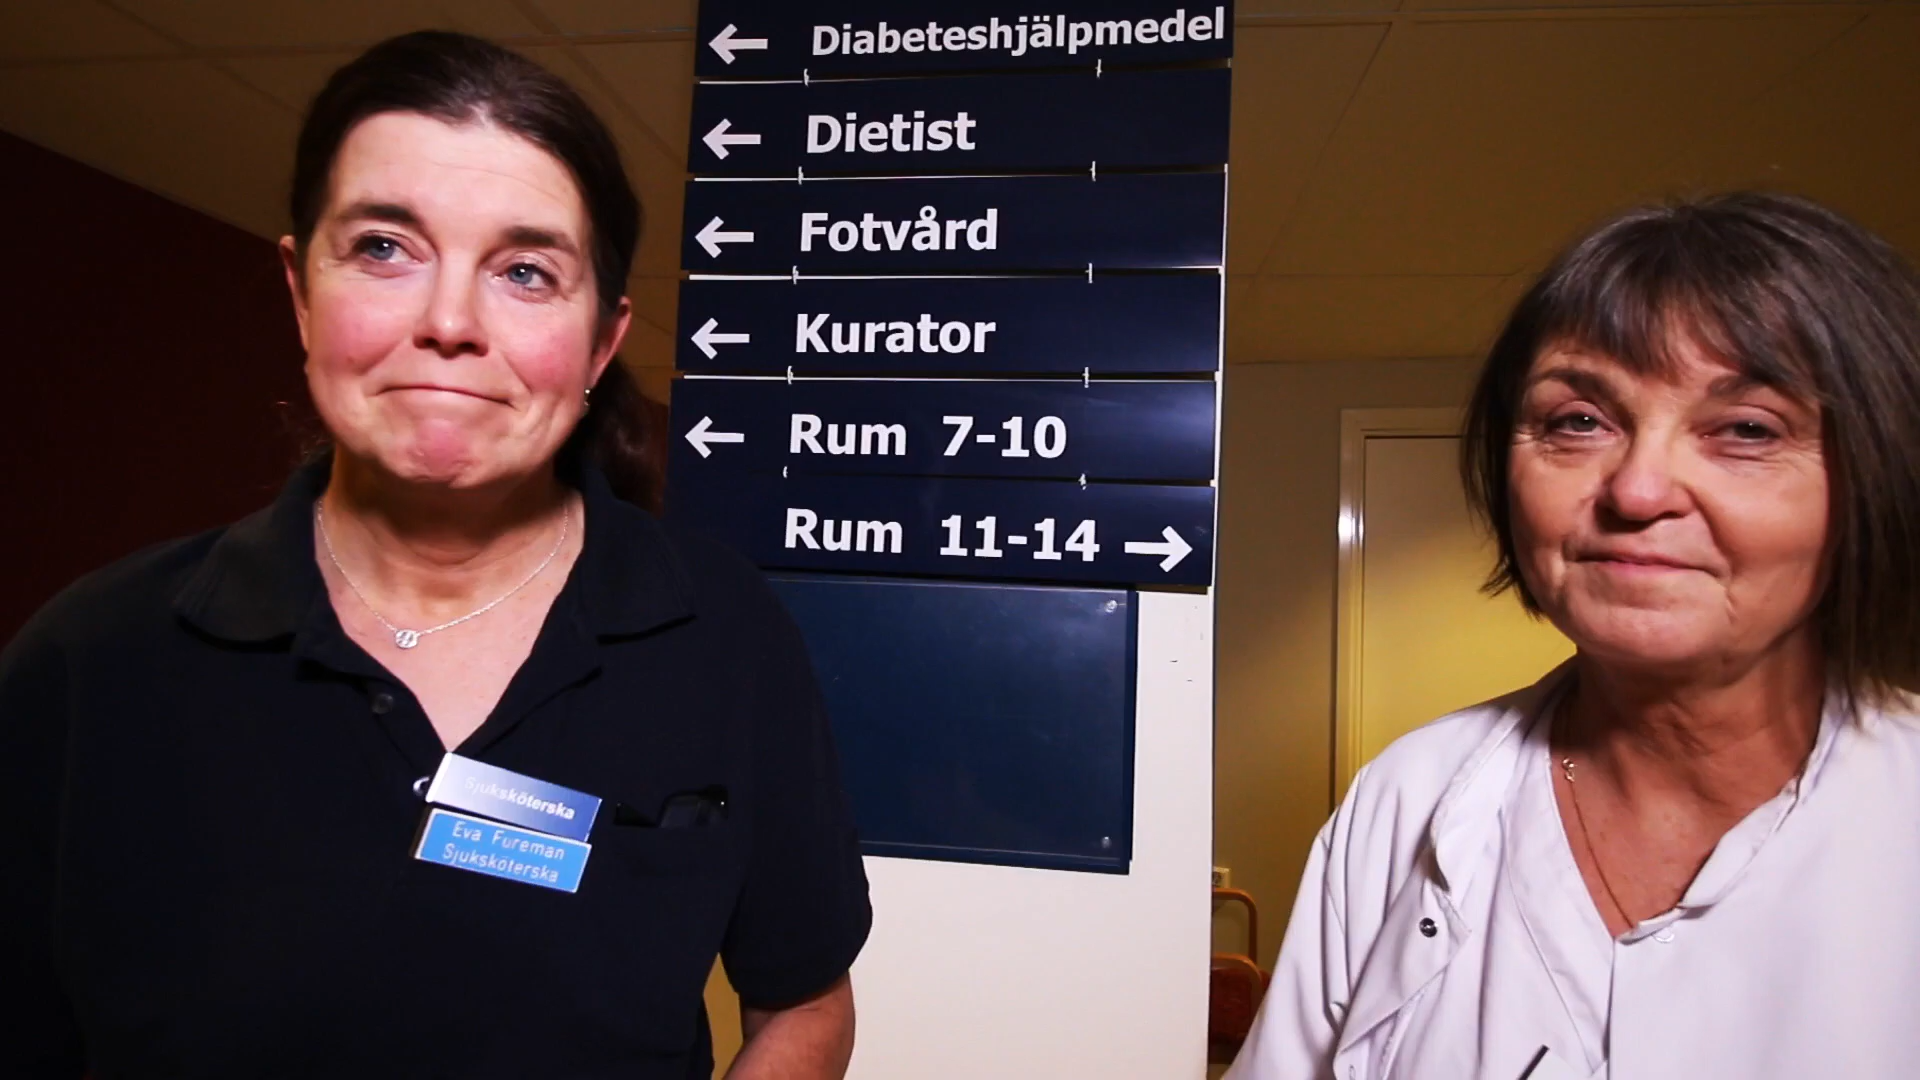 ← Diabeteshjälpmedel
← Dietist
← Fotvård
← Kurator
← Rum 7-10
Rum 11-14 →
Sjuksköterska
Eva Fureman
Sjuksköterska